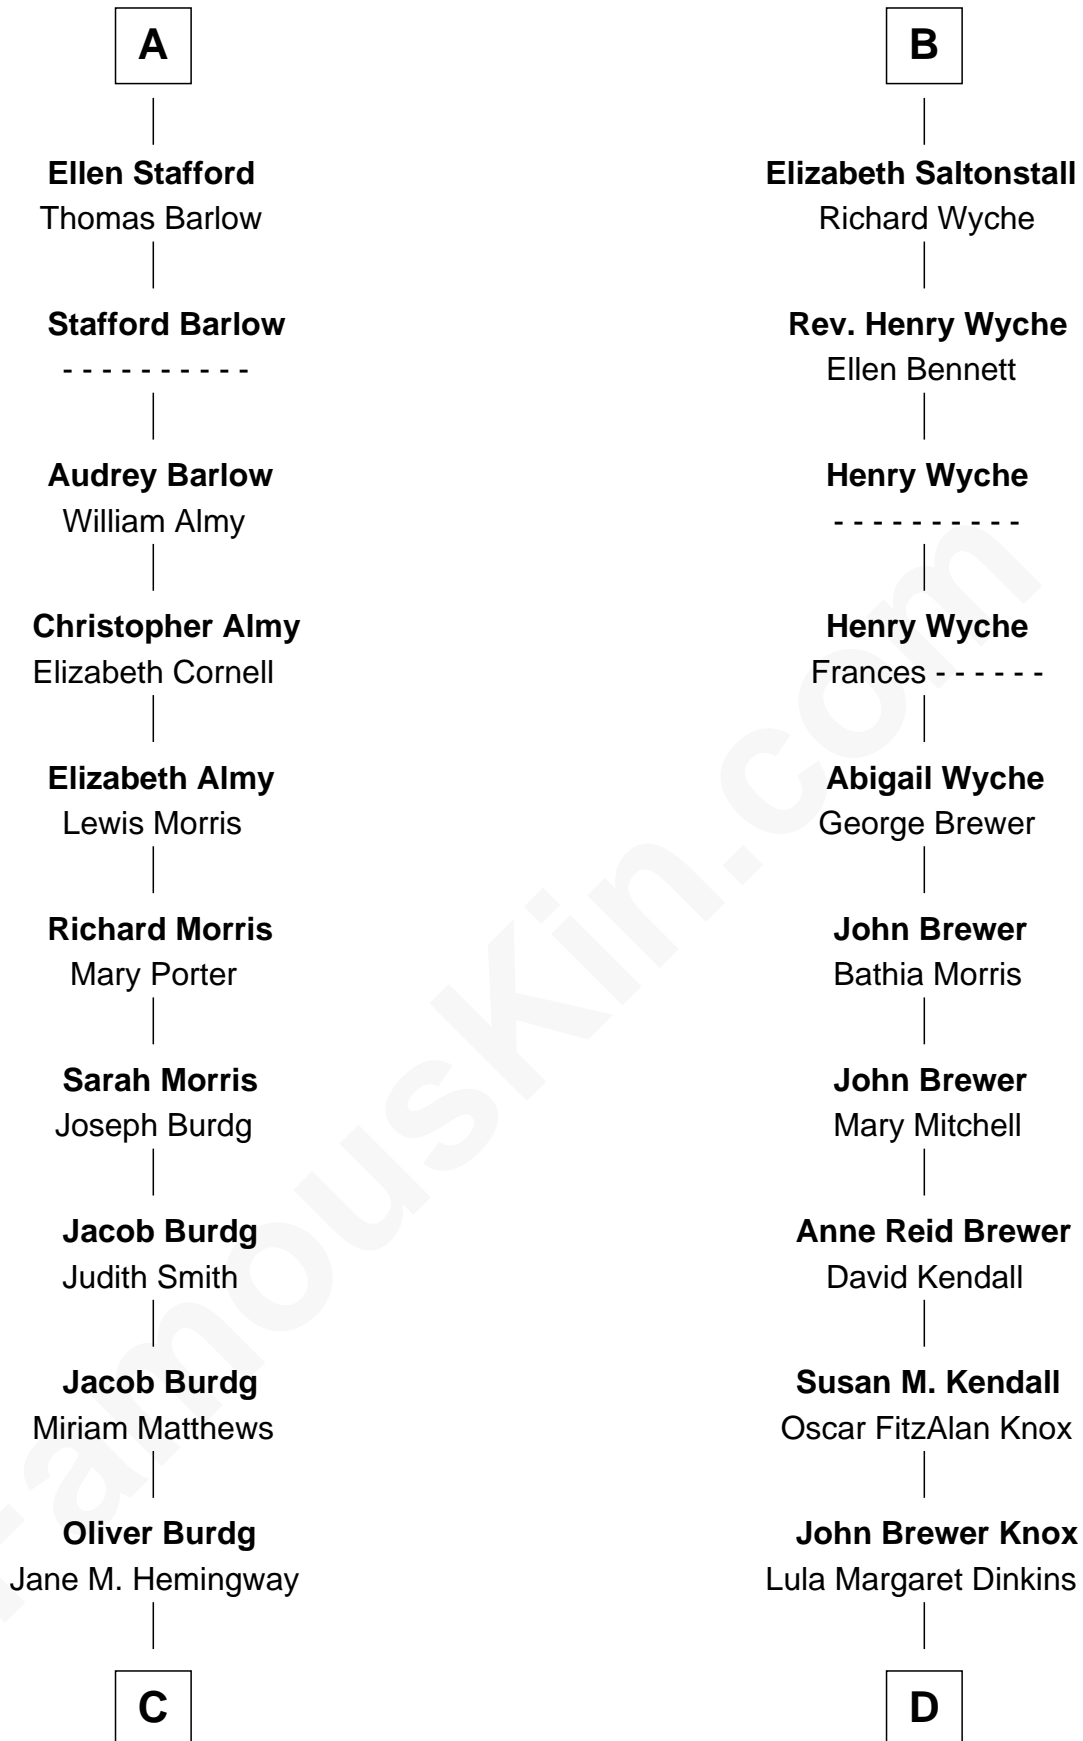 A
Ellen Stafford
Thomas Barlow
Stafford Barlow
- - - - - - - - - -
Audrey Barlow
William Almy
Christopher Almy
Elizabeth Cornell
Elizabeth Almy
Lewis Morris
Richard Morris
Mary Porter
Sarah Morris
Joseph Burdg
Jacob Burdg
Judith Smith
Jacob Burdg
Miriam Matthews
Oliver Burdg
Jane M. Hemingway
C
B
Elizabeth Saltonstall
Richard Wyche
Rev. Henry Wyche
Ellen Bennett
Henry Wyche
- - - - - - - - - -
Henry Wyche
Frances - - - - - -
Abigail Wyche
George Brewer
John Brewer
Bathia Morris
John Brewer
Mary Mitchell
Anne Reid Brewer
David Kendall
Susan M. Kendall
Oscar FitzAlan Knox
John Brewer Knox
Lula Margaret Dinkins
D
FamousKin.com